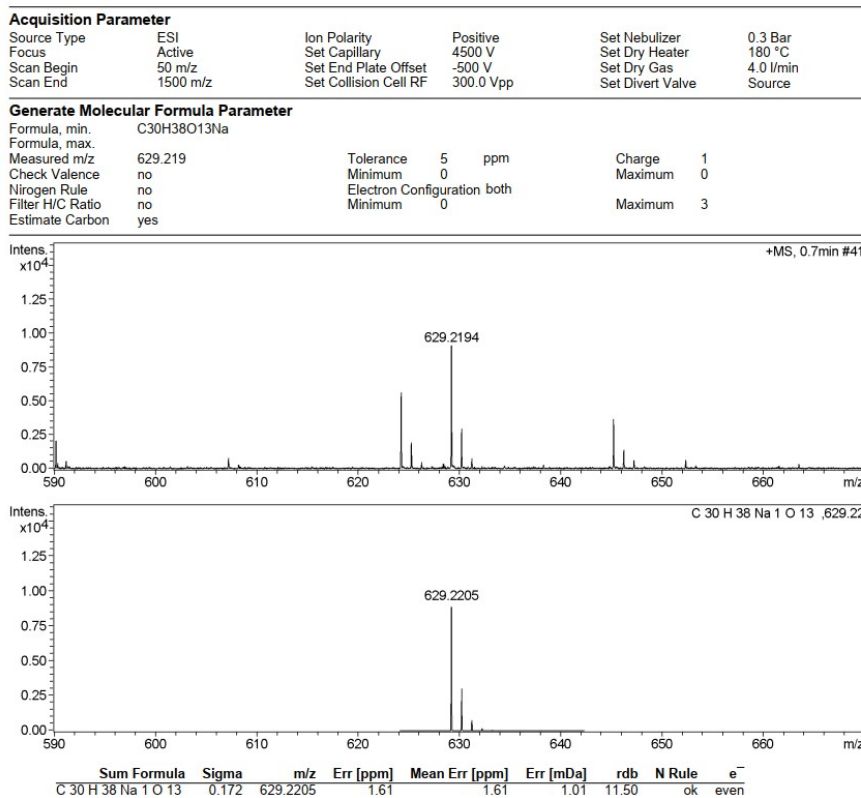 Acquisition Parameter
Source Type ESI Ion Polarity Positive Set Nebulizer 0.3 Bar
Focus Active Set Capillary 4500 V Set Dry Heater 180 °C
Scan Begin 50 m/z Set End Plate Offset -500 V Set Dry Gas 4.0 l/min
Scan End 1500 m/z Set Collision Cell RF 300.0 Vpp Set Divert Valve Source
Generate Molecular Formula Parameter
Formula, min. C30H38O13Na
Formula, max.
Measured m/z 629.219 Tolerance 5 ppm Charge 1
Check Valence no Minimum 0 Maximum 0
Nirogen Rule no Electron Configuration both
Filter H/C Ratio no Minimum 0 Maximum 3
Estimate Carbon yes
Intens. +MS, 0.7min #41
x10⁴
1.25
1.00
629.2194
0.75
0.50
0.25
0.00
590 600 610 620 630 640 650 660 m/z
Intens. C 30 H 38 Na 1 O 13 ,629.22
x10⁴
1.25
1.00
629.2205
0.75
0.50
0.25
0.00
590 600 610 620 630 640 650 660 m/z
Sum Formula Sigma m/z Err [ppm] Mean Err [ppm] Err [mDa] rdb N Rule e⁻
C 30 H 38 Na 1 O 13 0.172 629.2205 1.61 1.61 1.01 11.50 ok even